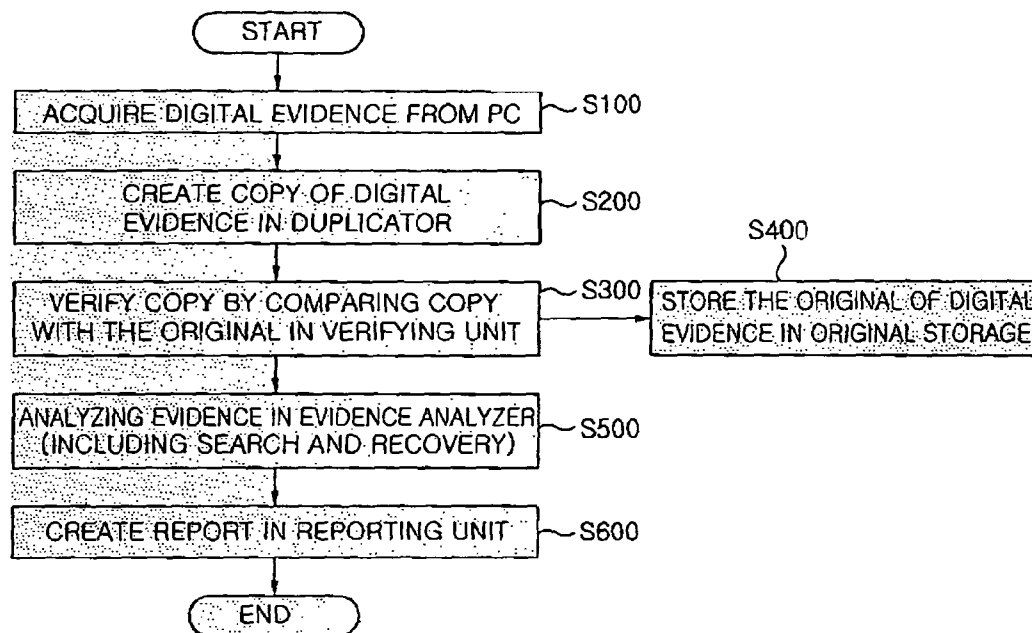 START
ACQUIRE DIGITAL EVIDENCE FROM PC
S100
CREATE COPY OF DIGITAL
EVIDENCE IN DUPLICATOR
S200
VERIFY COPY BY COMPARING COPY
WITH THE ORIGINAL IN VERIFYING UNIT
S300
S400
STORE THE ORIGINAL OF DIGITAL
EVIDENCE IN ORIGINAL STORAGE
ANALYZING EVIDENCE IN EVIDENCE ANALYZER
(INCLUDING SEARCH AND RECOVERY)
S500
CREATE REPORT IN REPORTING UNIT
S600
END